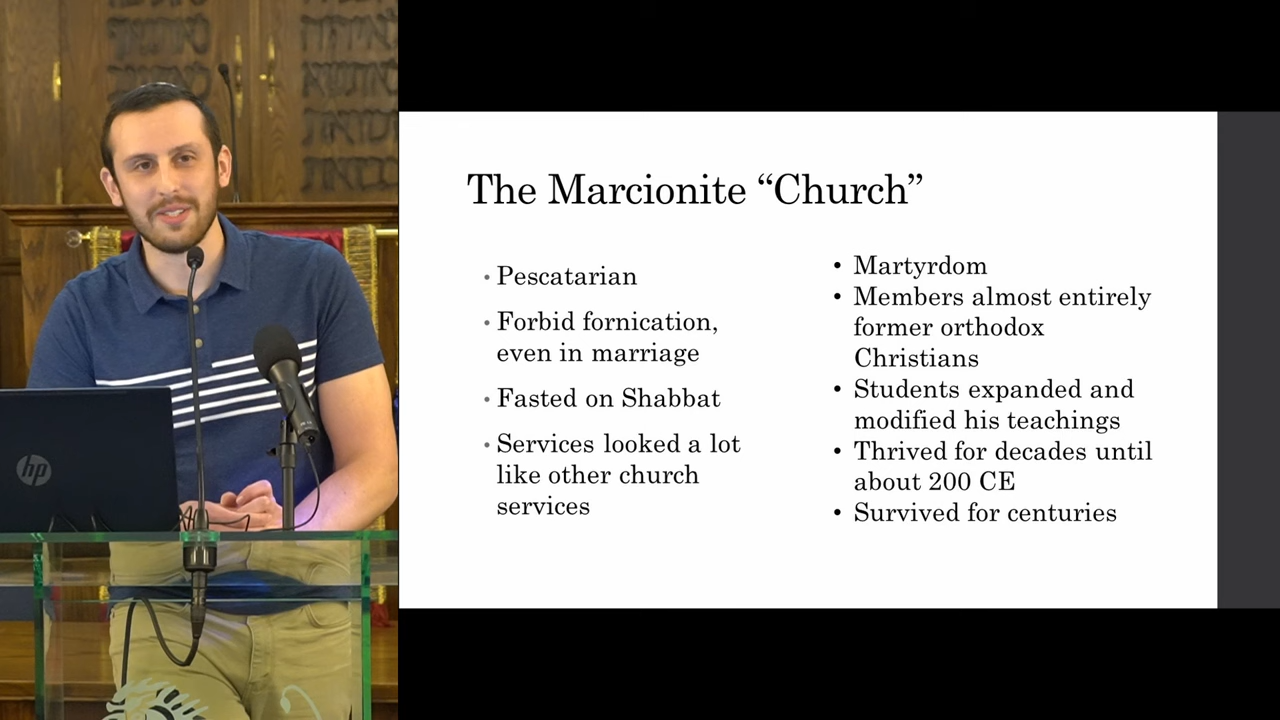 The Marcionite “Church”
• Pescatarian
• Forbid fornication,
even in marriage
• Fasted on Shabbat
• Services looked a lot
like other church
services
• Martyrdom
• Members almost entirely
former orthodox
Christians
• Students expanded and
modified his teachings
• Thrived for decades until
about 200 CE
• Survived for centuries
hp